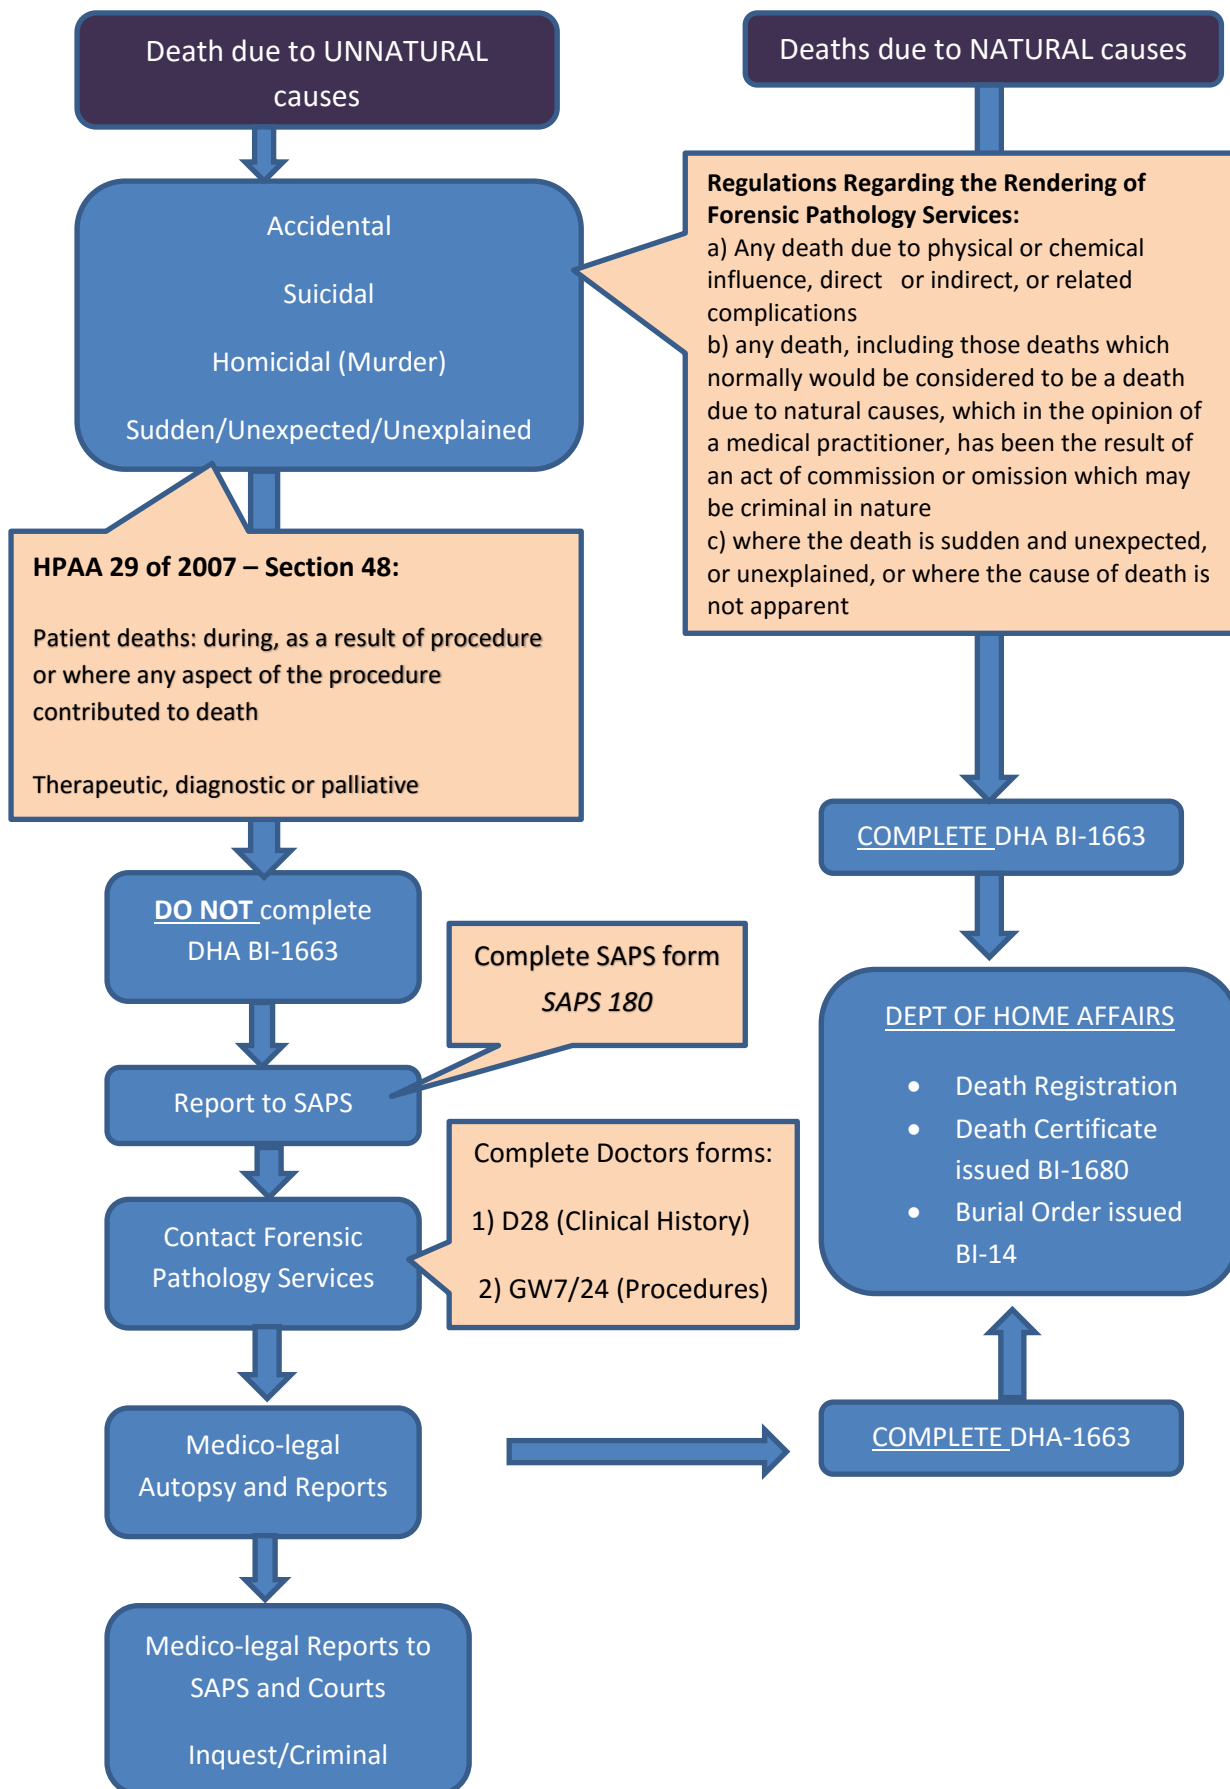 Death due to UNNATURAL
causes
Deaths due to NATURAL causes
Accidental
Suicidal
Homicidal (Murder)
Sudden/Unexpected/Unexplained
Regulations Regarding the Rendering of
Forensic Pathology Services:
a) Any death due to physical or chemical
influence, direct or indirect, or related
complications
b) any death, including those deaths which
normally would be considered to be a death
due to natural causes, which in the opinion of
a medical practitioner, has been the result of
an act of commission or omission which may
be criminal in nature
c) where the death is sudden and unexpected,
or unexplained, or where the cause of death is
not apparent
HPAA 29 of 2007 – Section 48:
Patient deaths: during, as a result of procedure
or where any aspect of the procedure
contributed to death
Therapeutic, diagnostic or palliative
DO NOT complete
DHA BI-1663
Complete SAPS form
SAPS 180
Report to SAPS
Complete Doctors forms:
1) D28 (Clinical History)
2) GW7/24 (Procedures)
Contact Forensic
Pathology Services
Medico-legal
Autopsy and Reports
Medico-legal Reports to
SAPS and Courts
Inquest/Criminal
COMPLETE DHA BI-1663
DEPT OF HOME AFFAIRS
• Death Registration
• Death Certificate
issued BI-1680
• Burial Order issued
BI-14
COMPLETE DHA-1663